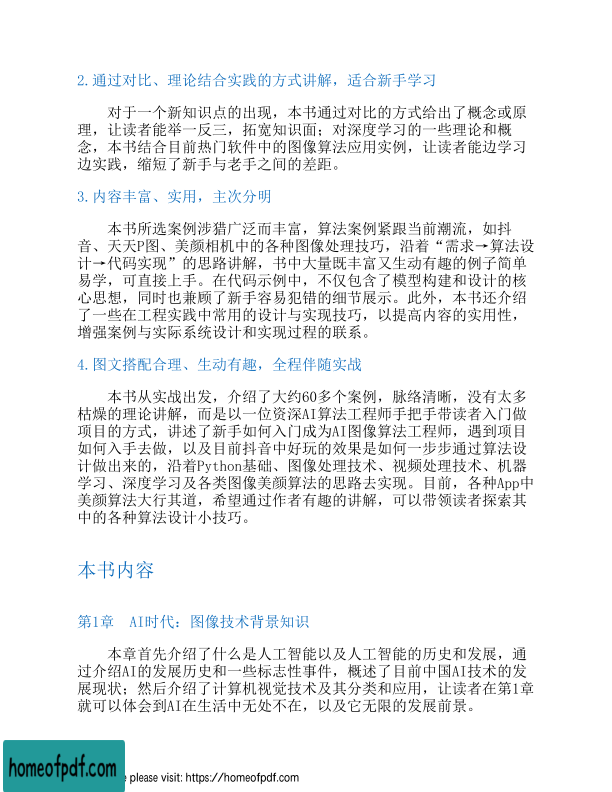 2.通过对比、理论结合实践的方式讲解，适合新手学习
对于一个新知识点的出现，本书通过对比的方式给出了概念或原
理，让读者能举一反三，拓宽知识面；对深度学习的一些理论和概
念，本书结合目前热门软件中的图像算法应用实例，让读者能边学习
边实践，缩短了新手与老手之间的差距。
3.内容丰富、实用，主次分明
本书所选案例涉猎广泛而丰富，算法案例紧跟当前潮流，如抖
音、天天P图、美颜相机中的各种图像处理技巧，沿着“需求→算法设
计→代码实现”的思路讲解，书中大量既丰富又生动有趣的例子简单
易学，可直接上手。在代码示例中，不仅包含了模型构建和设计的核
心思想，同时也兼顾了新手容易犯错的细节展示。此外，本书还介绍
了一些在工程实践中常用的设计与实现技巧，以提高内容的实用性，
增强案例与实际系统设计和实现过程的联系。
4.图文搭配合理、生动有趣，全程伴随实战
本书从实战出发，介绍了大约60多个案例，脉络清晰，没有太多
枯燥的理论讲解，而是以一位资深AI算法工程师手把手带读者入门做
项目的方式，讲述了新手如何入门成为AI图像算法工程师，遇到项目
如何入手去做，以及目前抖音中好玩的效果是如何一步步通过算法设
计做出来的，沿着Python基础、图像处理技术、视频处理技术、机器
学习、深度学习及各类图像美颜算法的思路去实现。目前，各种App中
美颜算法大行其道，希望通过作者有趣的讲解，可以带领读者探索其
中的各种算法设计小技巧。
本书内容
第1章　AI时代：图像技术背景知识
本章首先介绍了什么是人工智能以及人工智能的历史和发展，通
过介绍AI的发展历史和一些标志性事件，概述了目前中国AI技术的发
展现状；然后介绍了计算机视觉技术及其分类和应用，让读者在第1章
就可以体会到AI在生活中无处不在，以及它无限的发展前景。
homeofpdf.com
please visit: https://homeofpdf.com